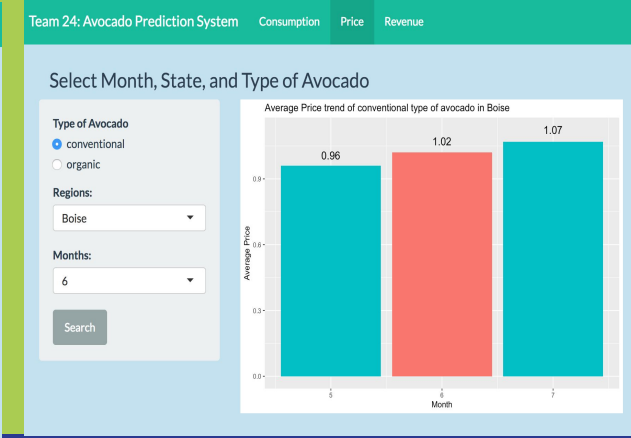 Team 24: Avocado Prediction System Consumption Price Revenue
Select Month, State, and Type of Avocado
Type of Avocado
conventional
organic
Regions:
Boise
Months:
6
Search
Average Price trend of conventional type of avocado in Boise
1.07
1.02
0.96
0.9
0.6
0.3
0.0
Average Price
5 6 7
Month